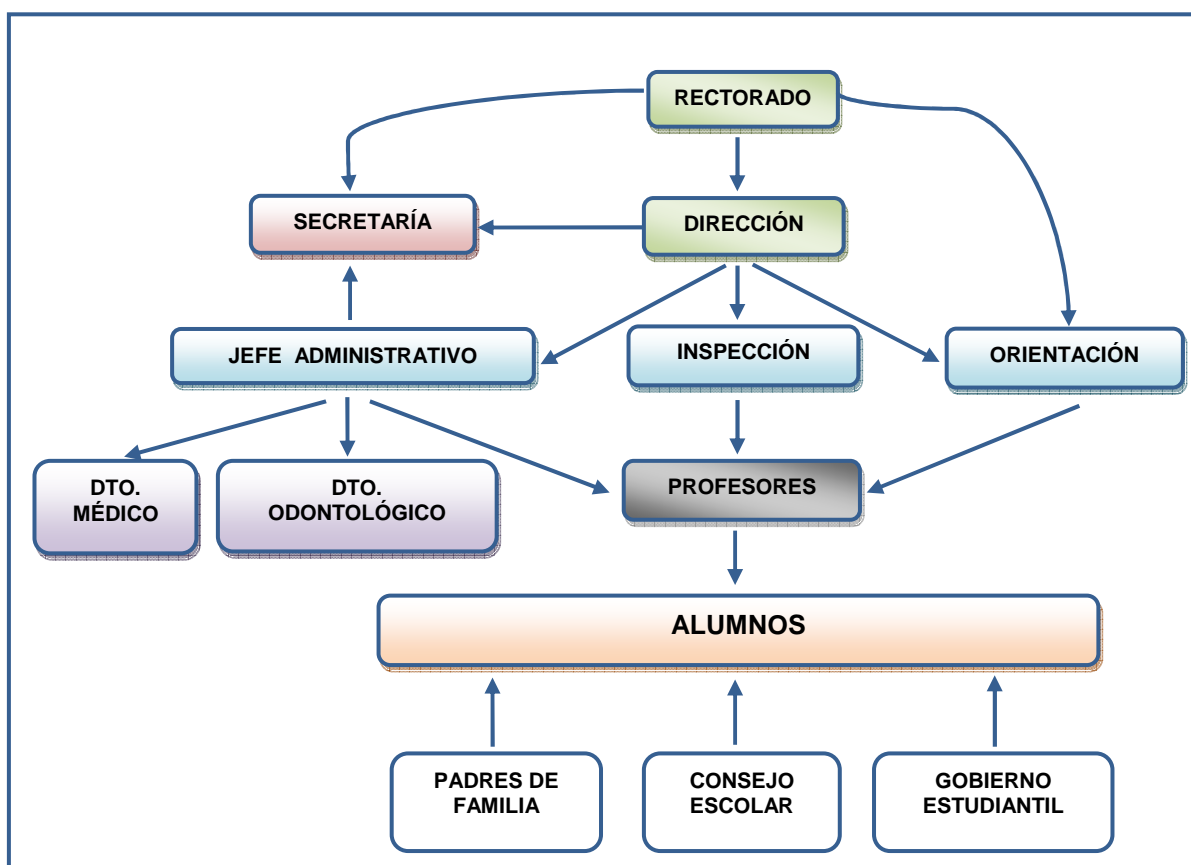 RECTORADO
SECRETARÍA
DIRECCIÓN
JEFE ADMINISTRATIVO
INSPECCIÓN
ORIENTACIÓN
DTO.
MÉDICO
DTO.
ODONTOLÓGICO
PROFESORES
ALUMNOS
PADRES DE
FAMILIA
CONSEJO
ESCOLAR
GOBIERNO
ESTUDIANTIL